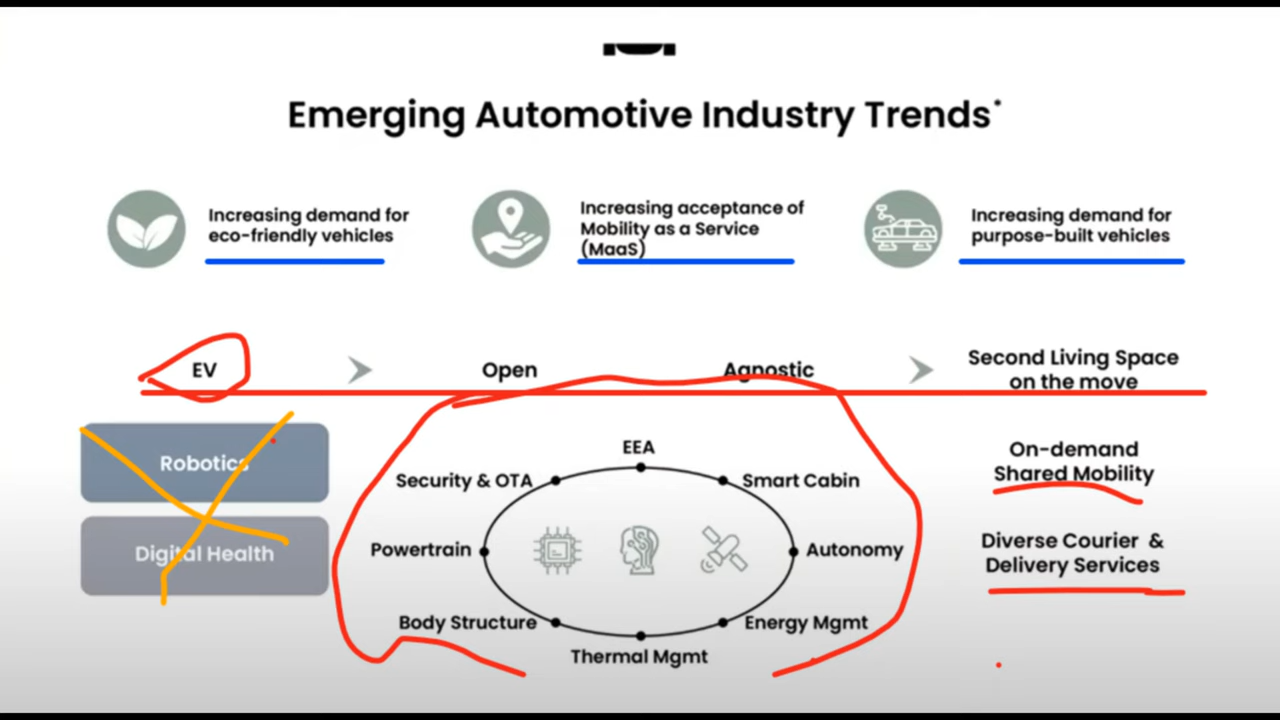 Emerging Automotive Industry Trends*
Increasing demand for
eco-friendly vehicles
Increasing acceptance of
Mobility as a Service
(MaaS)
Increasing demand for
purpose-built vehicles
EV
Open
Agnostic
Second Living Space
on the move
Robotics
Digital Health
EEA
Security & OTA
Smart Cabin
Powertrain
Autonomy
Body Structure
Energy Mgmt
Thermal Mgmt
On-demand
Shared Mobility
Diverse Courier &
Delivery Services